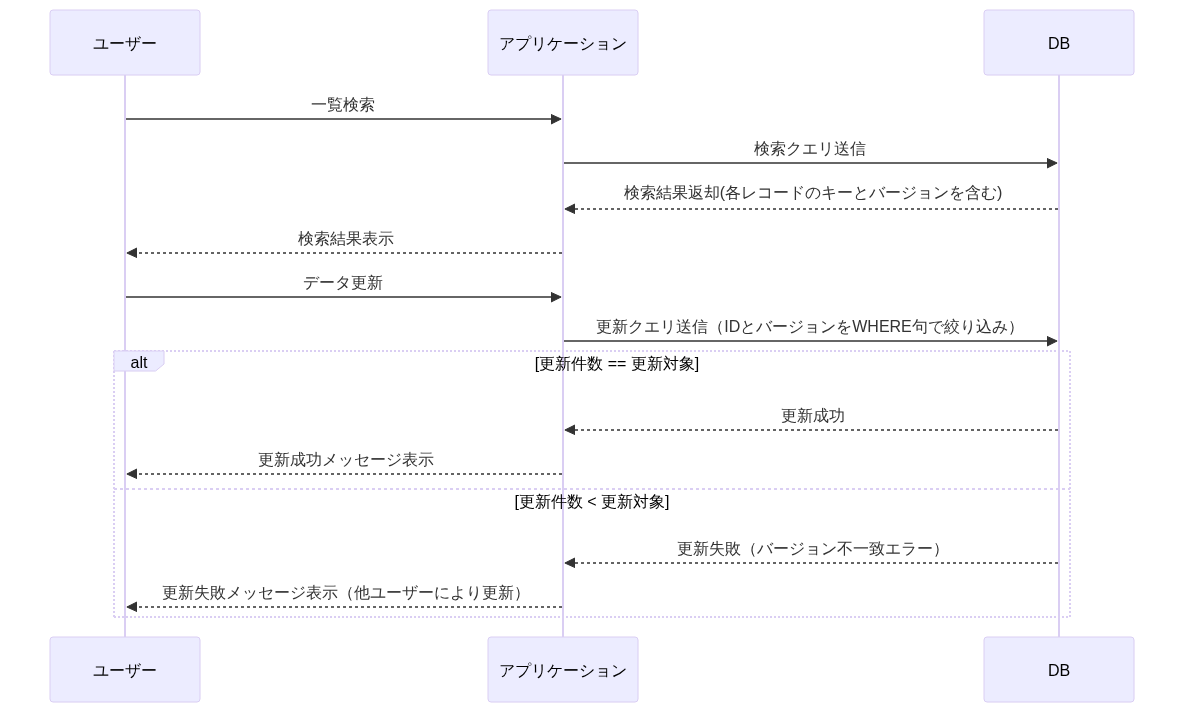 ユーザー
アプリケーション
DB
一覧検索
検索クエリ送信
検索結果返却(各レコードのキーとバージョンを含む)
検索結果表示
データ更新
更新クエリ送信（IDとバージョンをWHERE句で絞り込み）
alt
[更新件数 == 更新対象]
更新成功
更新成功メッセージ表示
[更新件数 < 更新対象]
更新失敗（バージョン不一致エラー）
更新失敗メッセージ表示（他ユーザーにより更新）
ユーザー
アプリケーション
DB